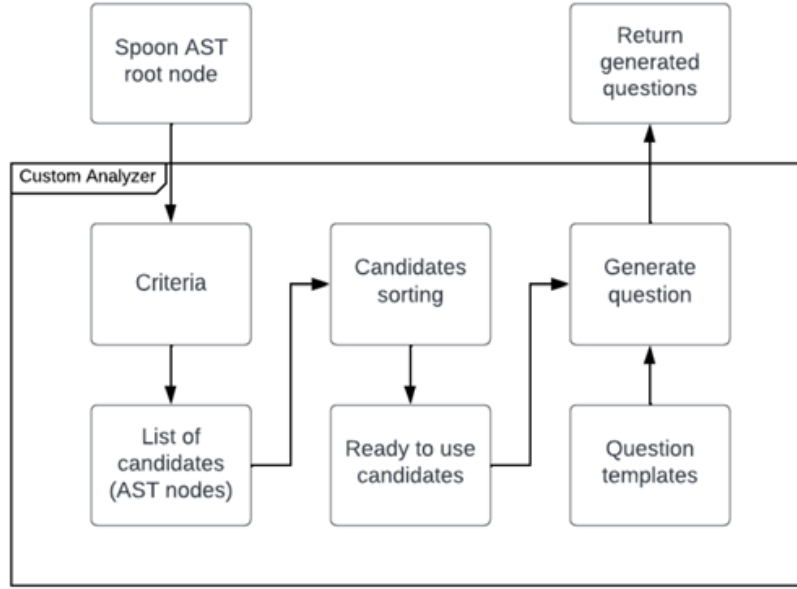 Spoon AST
root node
Return
generated
questions
Custom Analyzer
Criteria
Candidates
sorting
Generate
question
List of
candidates
(AST nodes)
Ready to use
candidates
Question
templates